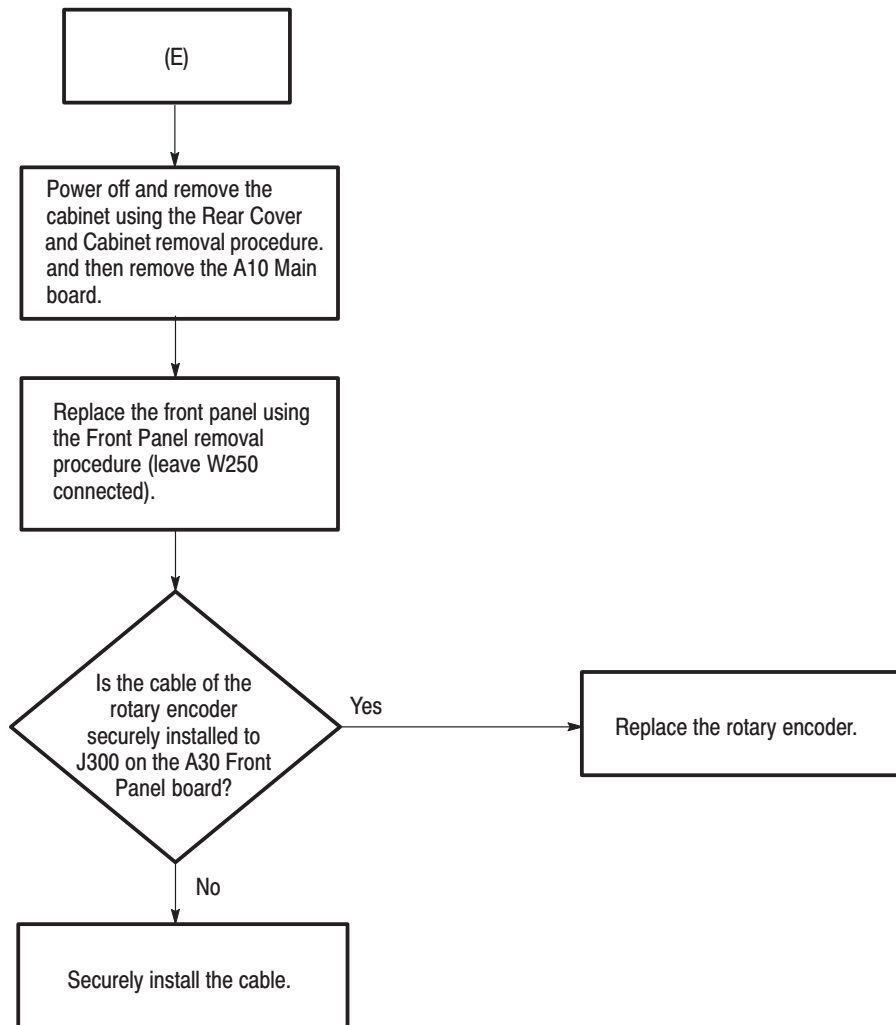 (E)
Power off and remove the
cabinet using the Rear Cover
and Cabinet removal procedure.
and then remove the A10 Main
board.
Replace the front panel using
the Front Panel removal
procedure (leave W250
connected).
Is the cable of the
rotary encoder
securely installed to
J300 on the A30 Front
Panel board?
Yes
Replace the rotary encoder.
No
Securely install the cable.